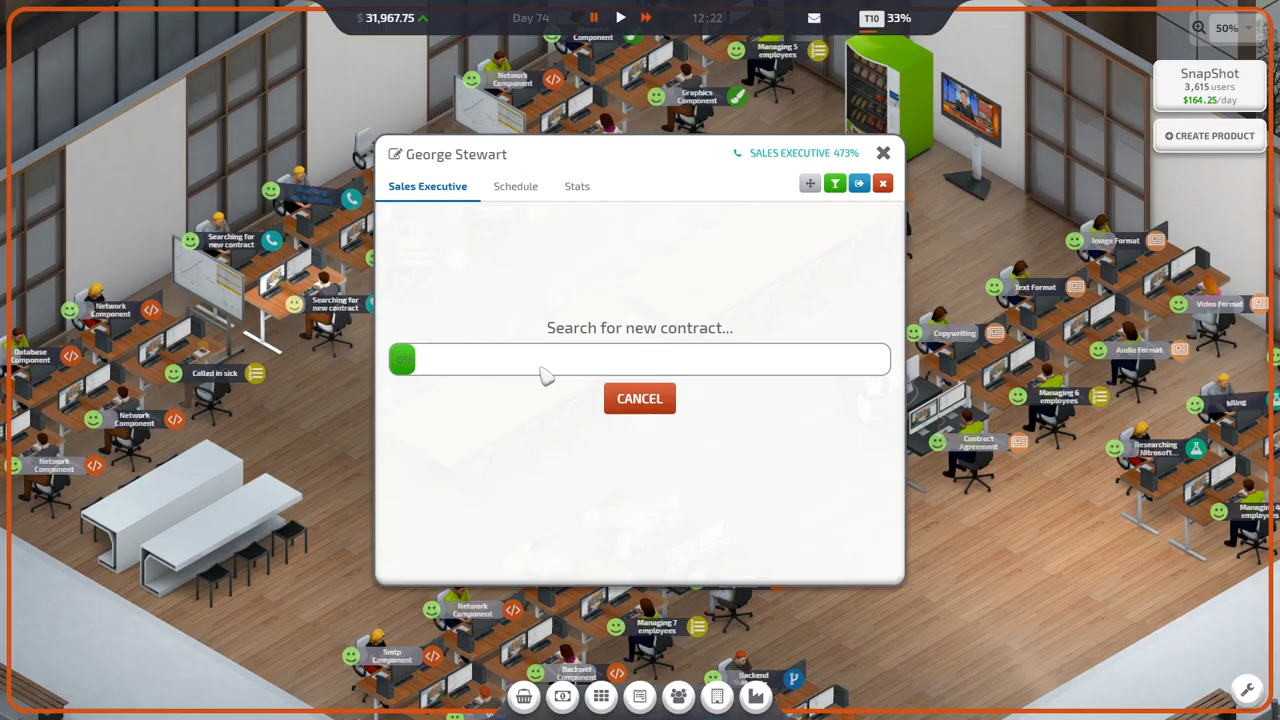 $ 31,967.75
Day 74
12:22
T10 33%
50%
SnapShot
3,615 users
$164.25/day
CREATE PRODUCT
Component
Managing 5
employees
Network
Component
Graphics
Component
George Stewart
SALES EXECUTIVE 473%
Sales Executive
Schedule
Stats
Search for new contract...
0%
CANCEL
Searching for
new contract
Searching for
new contract
Network
Component
Database
Component
Called in sick
Network
Component
Network
Component
Image Format
Text Format
Video Format
Copywriting
Audio Format
Managing 6
employees
Idling
Contract
Agreement
Researching
Nitrosoft...
Managing 4
employees
Network
Component
Managing 7
employees
Smtp
Component
Backend
Component
Backend